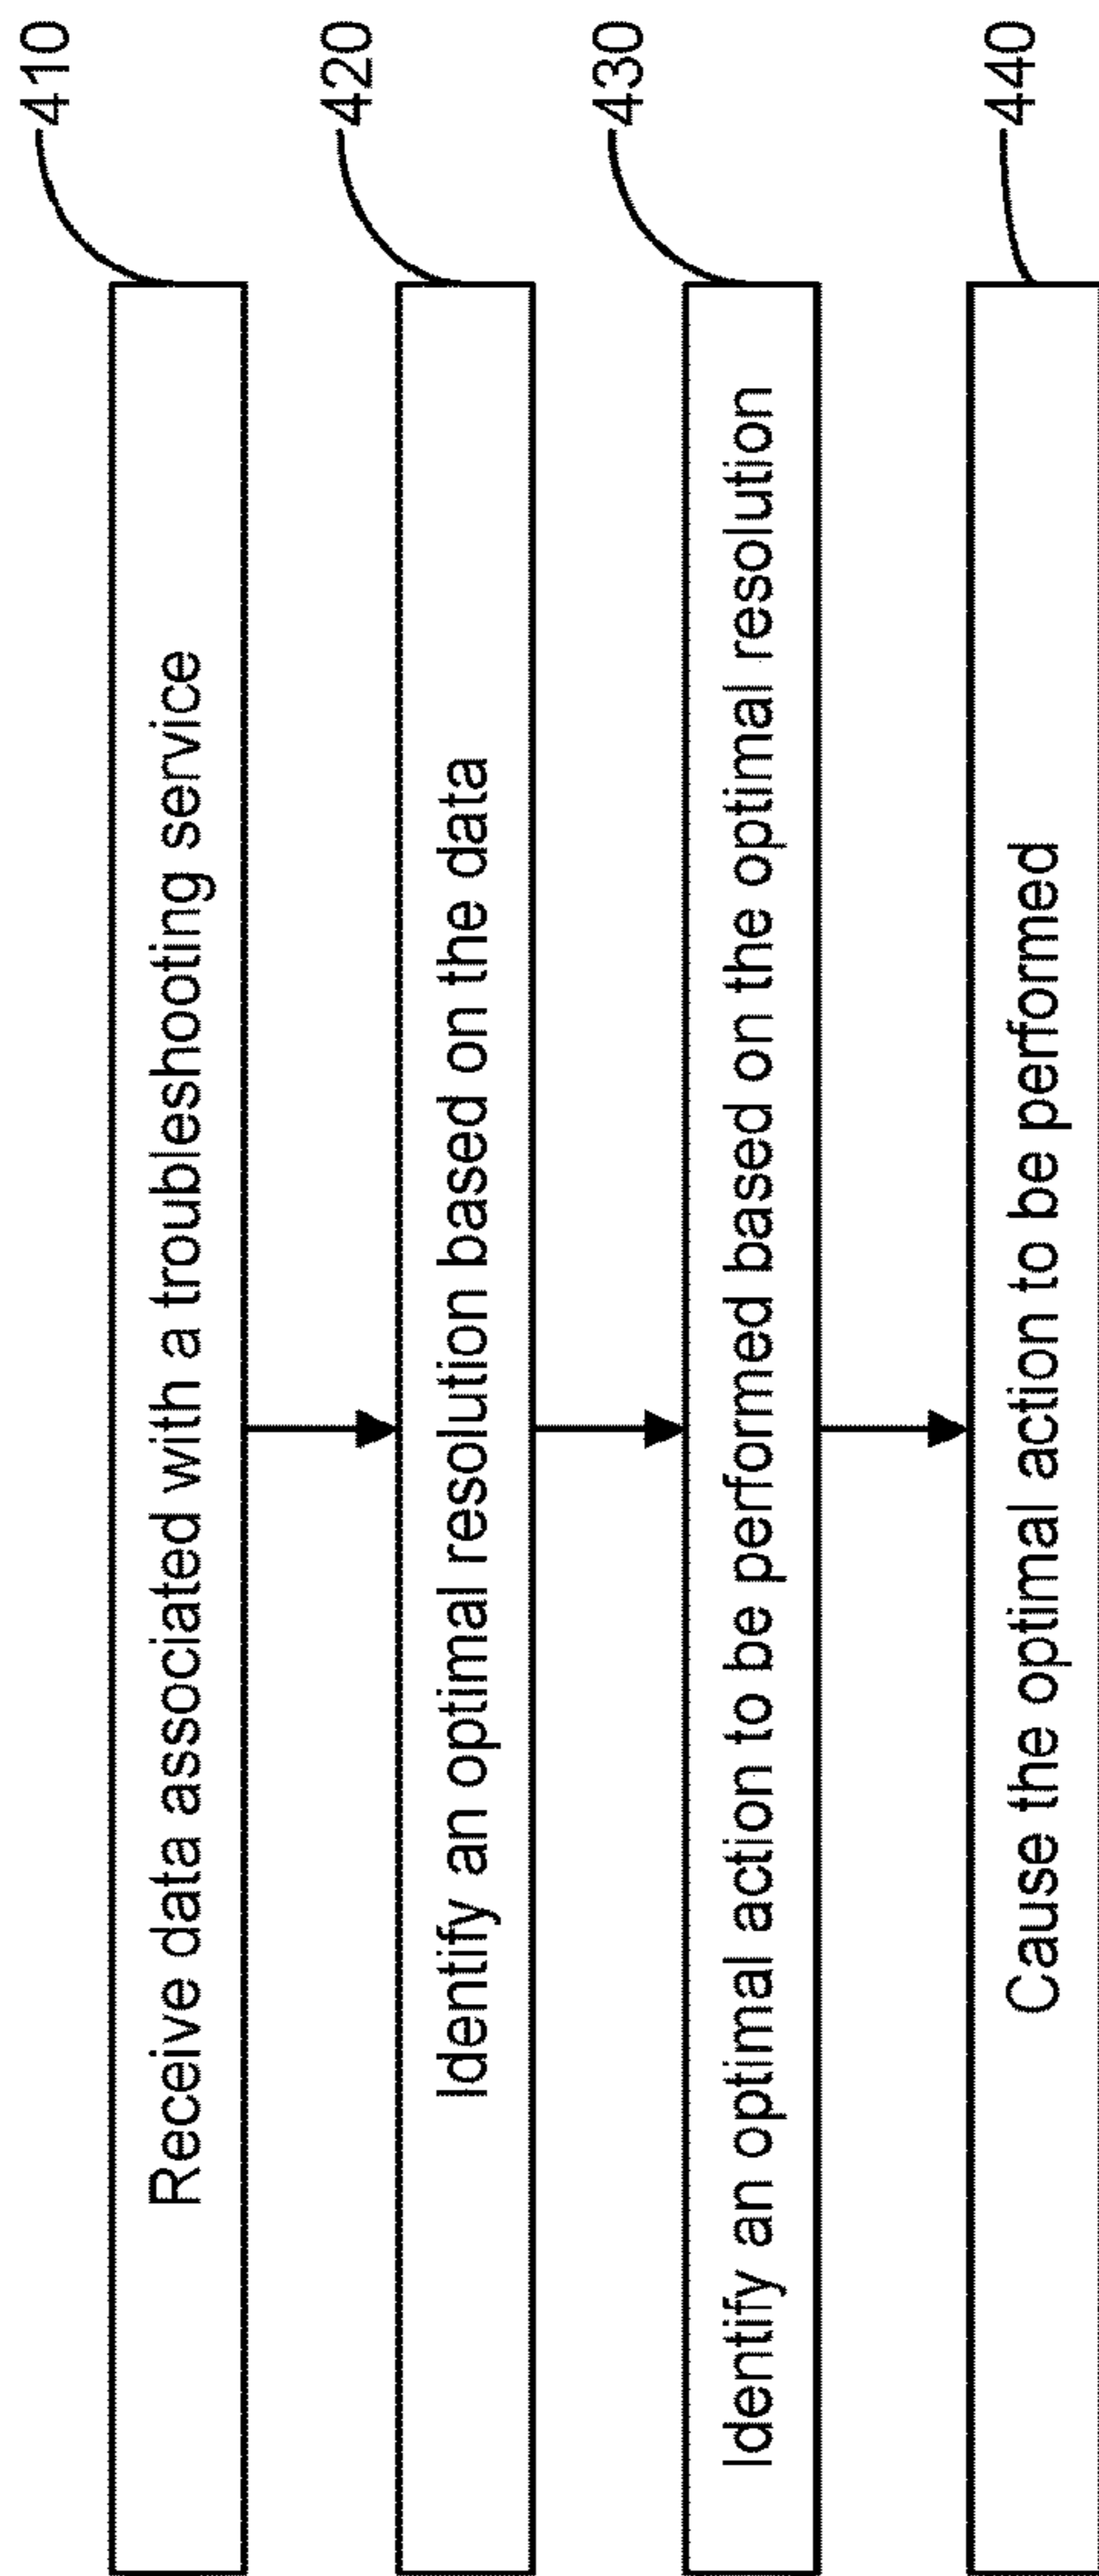 410
Receive data associated with a troubleshooting service
420
Identify an optimal resolution based on the data
430
Identify an optimal action to be performed based on the optimal resolution
440
Cause the optimal action to be performed